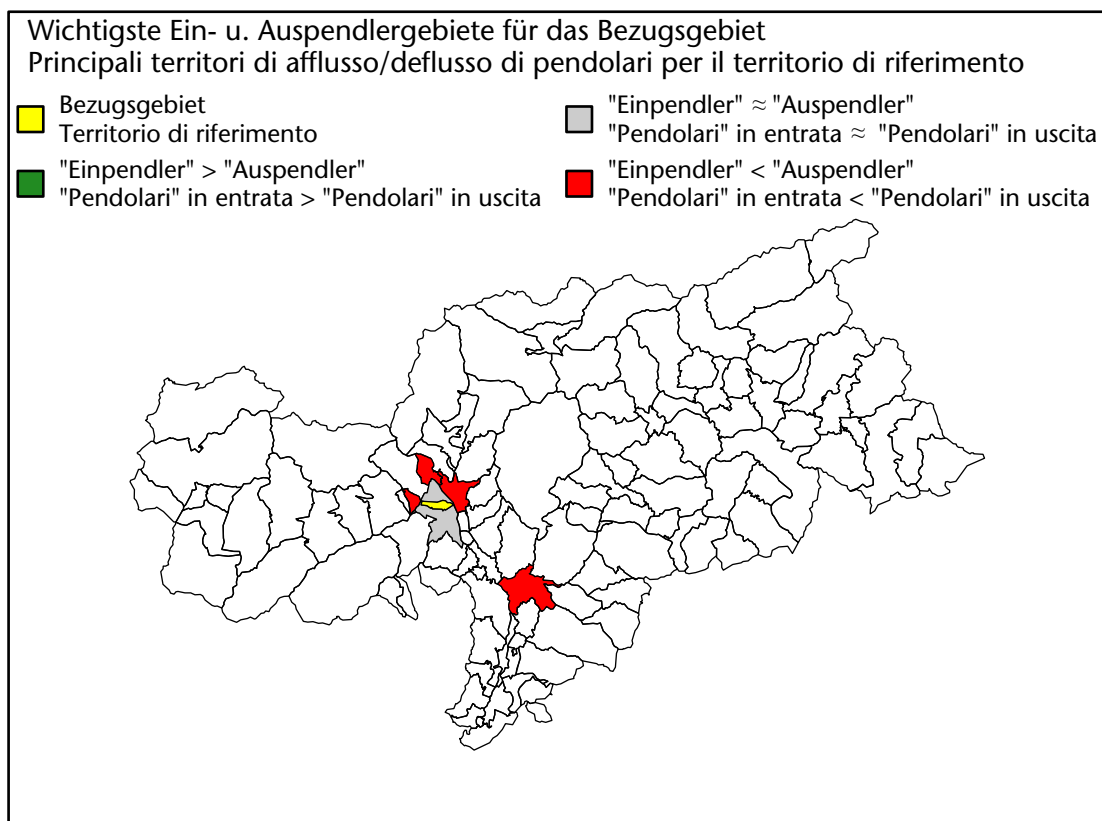 Wichtigste Ein- u. Auspendlergebiete für das Bezugsgebiet
Principali territori di afflusso/deflusso di pendolari per il territorio di riferimento
Bezugsgebiet
Territorio di riferimento
"Einpendler" > "Auspendler"
"Pendolari" in entrata > "Pendolari" in uscita
"Einpendler" ≈ "Auspendler"
"Pendolari" in entrata ≈ "Pendolari" in uscita
"Einpendler" < "Auspendler"
"Pendolari" in entrata < "Pendolari" in uscita